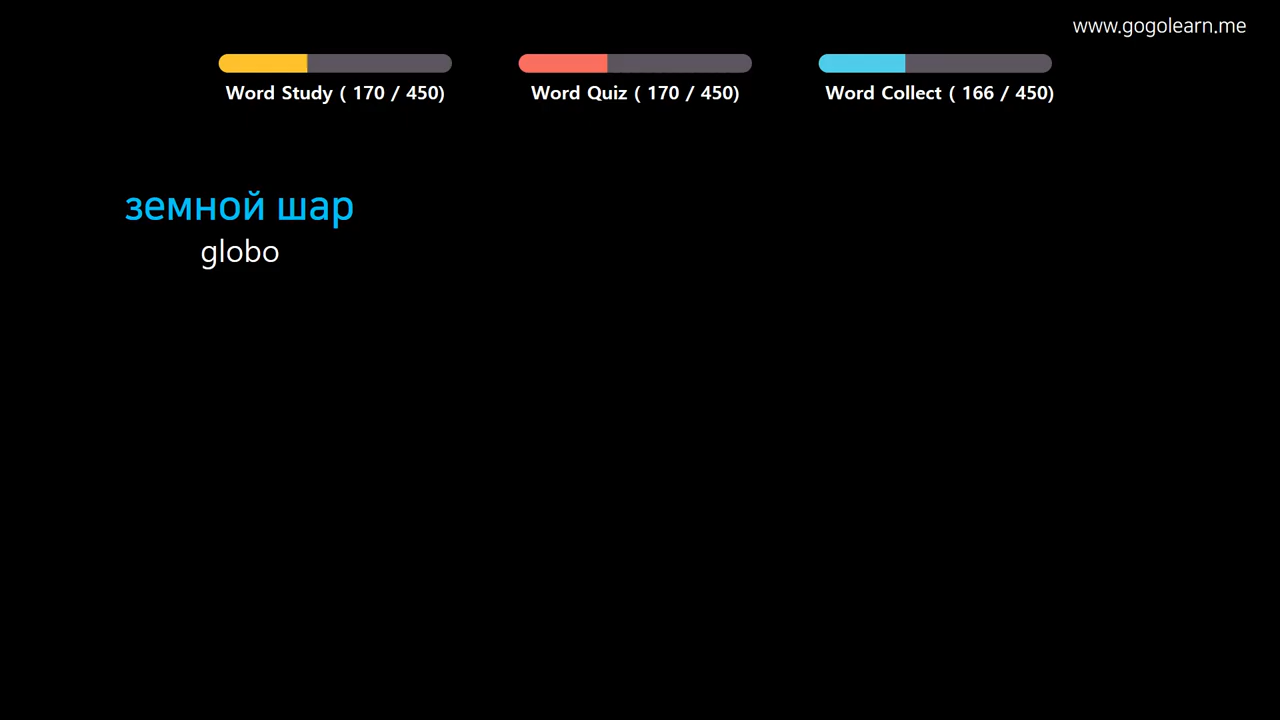 www.gogolearn.me
Word Study ( 170 / 450)
Word Quiz ( 170 / 450)
Word Collect ( 166 / 450)
земной шар
globo